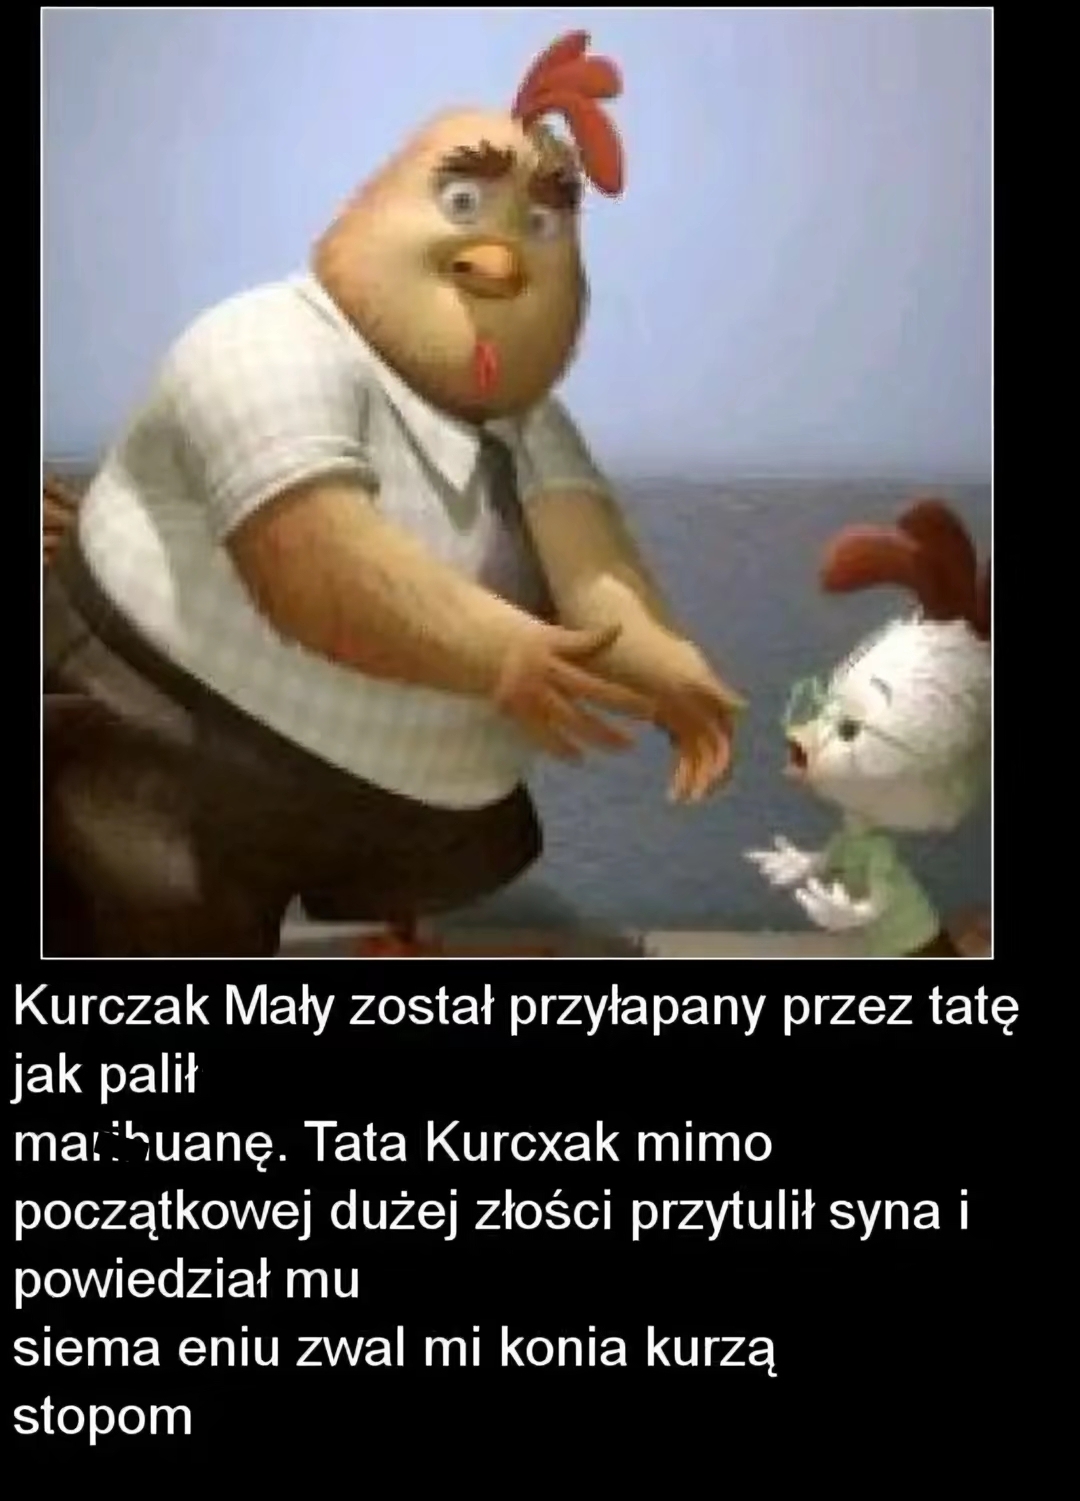 Kurczak Mały został przyłapany przez tatę
jak palił
marihuanę. Tata Kurcxak mimo
początkowej dużej złości przytulił syna i
powiedział mu
siema eniu zwal mi konia kurzą
stopom